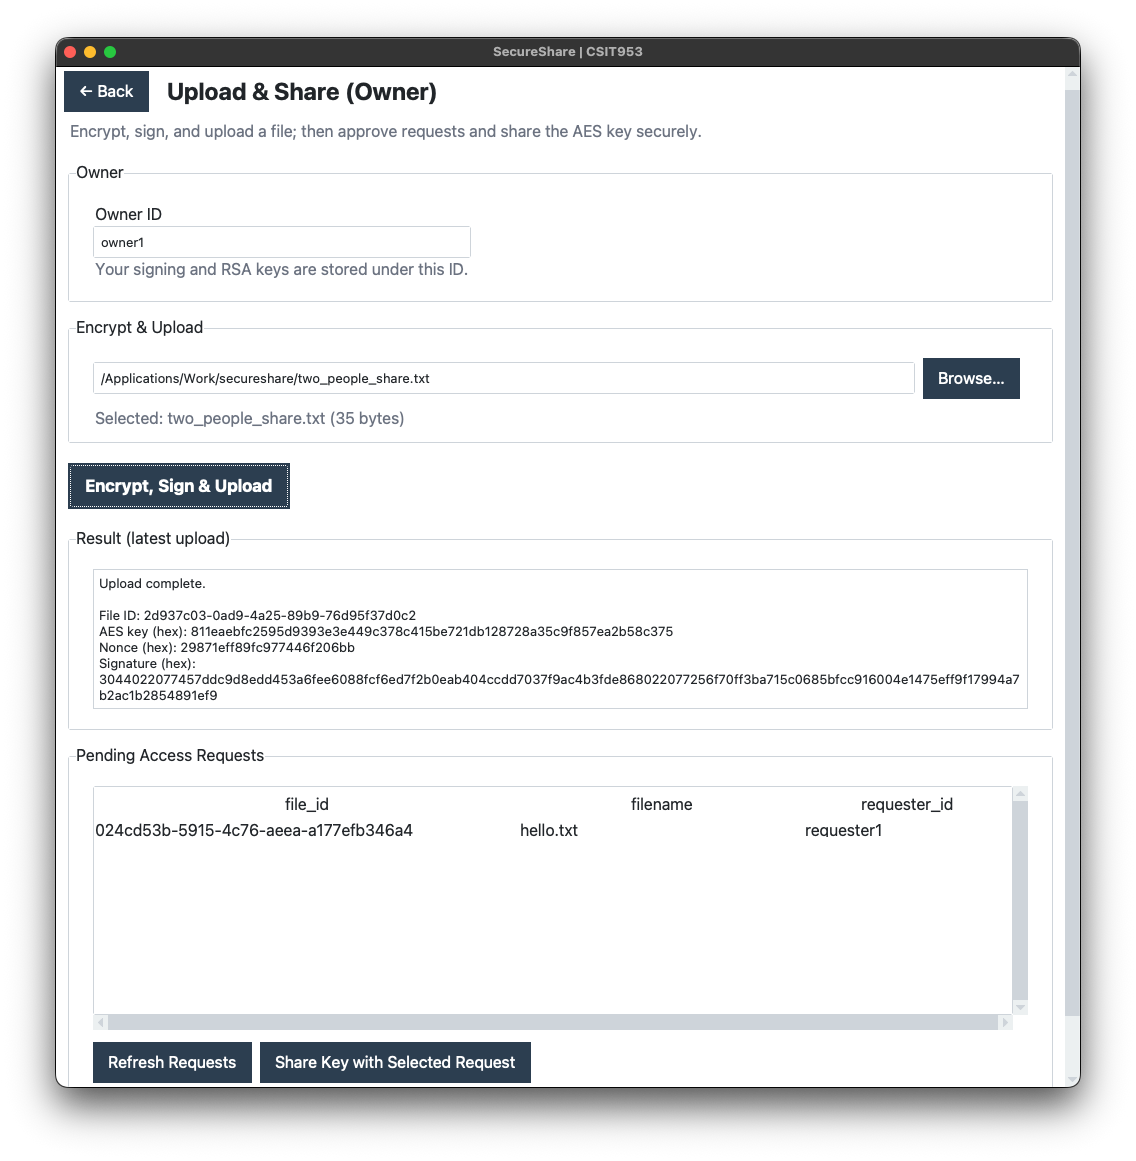 SecureShare | CSIT953
← Back
Upload & Share (Owner)
Encrypt, sign, and upload a file; then approve requests and share the AES key securely.
Owner
Owner ID
owner1
Your signing and RSA keys are stored under this ID.
Encrypt & Upload
/Applications/Work/secureshare/two_people_share.txt
Browse...
Selected: two_people_share.txt (35 bytes)
Encrypt, Sign & Upload
Result (latest upload)
Upload complete.
File ID: 2d937c03-0ad9-4a25-89b9-76d95f37d0c2
AES key (hex): 811eaebfc2595d9393e3e449c378c415be721db128728a35c9f857ea2b58c375
Nonce (hex): 29871eff89fc977446f206bb
Signature (hex):
3044022077457ddc9d8edd453a6fee6088fcf6ed7f2b0eab404ccdd7037f9ac4b3fde868022077256f70ff3ba715c0685bfcc916004e1475eff9f17994a7
b2ac1b2854891ef9
Pending Access Requests
file_id filename requester_id
024cd53b-5915-4c76-aeea-a177efb346a4 hello.txt requester1
Refresh Requests
Share Key with Selected Request